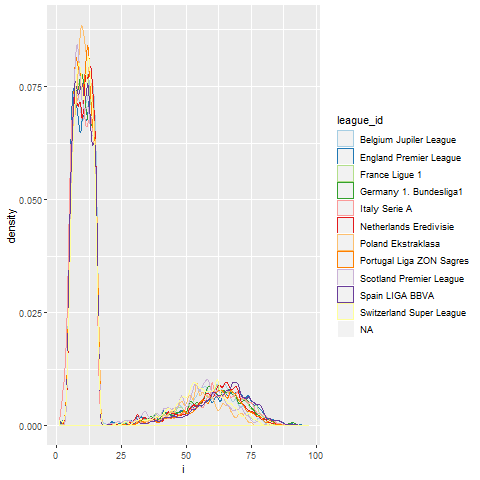 0.075
0.050
0.025
0.000
density
0
25
50
75
100
i
league_id
Belgium Jupiler League
England Premier League
France Ligue 1
Germany 1. Bundesliga1
Italy Serie A
Netherlands Eredivisie
Poland Ekstraklasa
Portugal Liga ZON Sagres
Scotland Premier League
Spain LIGA BBVA
Switzerland Super League
NA